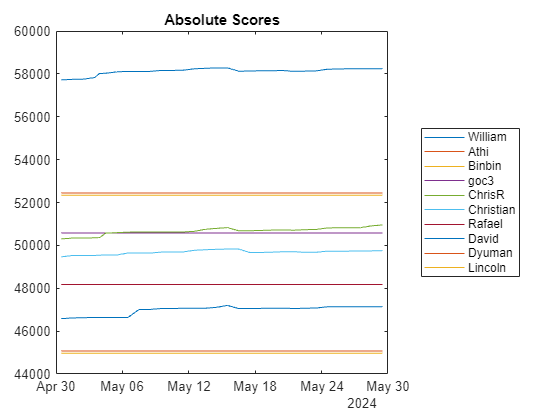 Absolute Scores
60000
58000
56000
54000
52000
50000
48000
46000
44000
Apr 30 May 06 May 12 May 18 May 24 May 30
2024
William
Athi
Binbin
goc3
ChrisR
Christian
Rafael
David
Dyuman
Lincoln